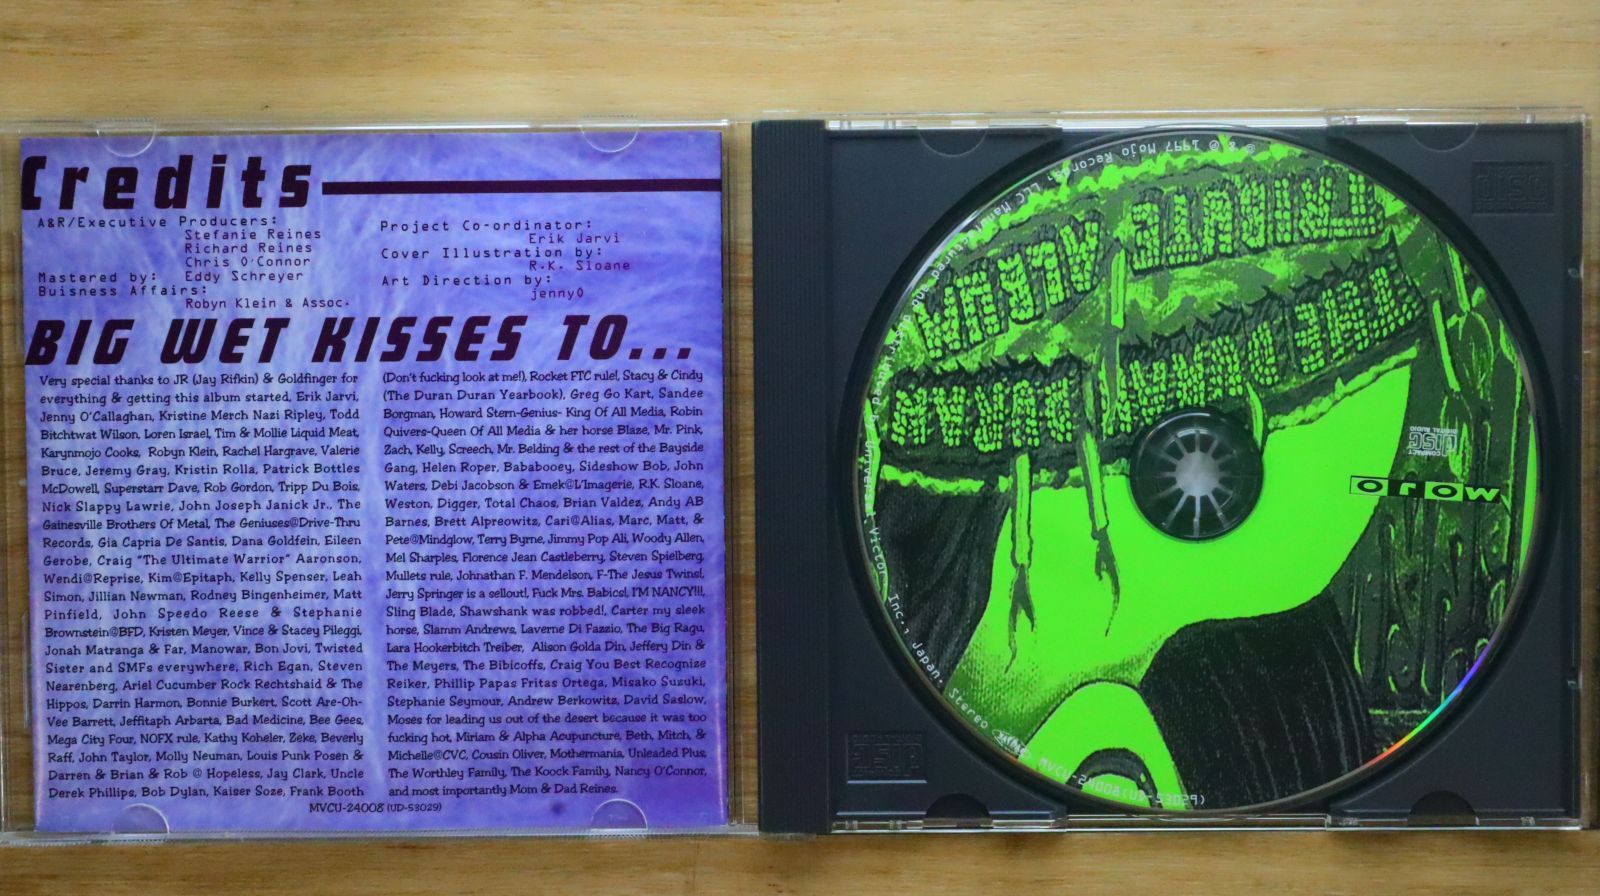 Credits
A&R/Executive Producers:
Stefanie Reines
Richard Reines
Chris O'Connor
Mastered by: Eddy Schreyer
Buisness Affairs:
Robyn Klein & Assoc.
Project Co-ordinator:
Erik Jarvi
Cover Illustration by:
R.K. Sloane
Art Direction by:
jenny0
BIG WET KISSES TO...
Very special thanks to JR (Jay Rifkin) & Goldfinger for
everything & getting this album started, Erik Jarvi,
Jenny O'Callaghan, Kristine Merch Nazi Ripley, Todd
Bitchtwat Wilson, Loren Israel, Tim & Mollie Liquid Meat,
Karynmojo Cooks, Robyn Klein, Rachel Hargrave, Valerie
Bruce, Jeremy Gray, Kristin Rolla, Patrick Bottles
McDowell, Superstarr Dave, Rob Gordon, Tripp Du Bois,
Nick Slappy Lawrie, John Joseph Janick Jr., The
Gainesville Brothers Of Metal, The Geniuses@Drive-Thru
Records, Gia Capria De Santis, Dana Goldfein, Eileen
Gerobe, Craig "The Ultimate Warrior" Aaronson,
Wendi@Reprise, Kim@Epitaph, Kelly Spenser, Leah
Simon, Jillian Newman, Rodney Bingenheimer, Matt
Pinfield, John Speedo Reese & Stephanie
Brownstein@BFD, Kristen Meyer, Vince & Stacey Pileggi,
Jonah Matranga & Far, Manowar, Bon Jovi, Twisted
Sister and SMFs everywhere, Rich Egan, Steven
Nearenberg, Ariel Cucumber Rock Rechtshaid & The
Hippos, Darrin Harmon, Bonnie Burkert, Scott Are-Oh-
Vee Barrett, Jeffitaph Arbarta, Bad Medicine, Bee Gees,
Mega City Four, NOFX rule, Kathy Koheler, Zeke, Beverly
Raff, John Taylor, Molly Neuman, Louis Punk Posen &
Darren & Brian & Rob @ Hopeless, Jay Clark, Uncle
Derek Phillips, Bob Dylan, Kaiser Soze, Frank Booth
(Don't fucking look at me!), Rocket FTC rule!, Stacy & Cindy
(The Duran Duran Yearbook), Greg Go Kart, Sandee
Borgman, Howard Stern-Genius- King Of All Media, Robin
Quivers-Queen Of All Media & her horse Blaze, Mr. Pink,
Zach, Kelly, Screech, Mr. Belding & the rest of the Bayside
Gang, Helen Roper, Bababooey, Sideshow Bob, John
Waters, Debi Jacobson & Emek@L'Imagerie, R.K. Sloane,
Weston, Digger, Total Chaos, Brian Valdez, Andy AB
Barnes, Brett Alpreowitz, Cari@Alias, Marc, Matt, &
Pete@Mindglow, Terry Byrne, Jimmy Pop Ali, Woody Allen,
Mel Sharples, Florence Jean Castleberry, Steven Spielberg,
Mullets rule, Johnathan F. Mendelson, F-The Jesus Twins!,
Jerry Springer is a sellout!, Fuck Mrs. Babics!, I'M NANCY!!!,
Sling Blade, Shawshank was robbed!, Carter my sleek
horse, Slamm Andrews, Laverne Di Fazzio, The Big Ragu,
Lara Hookerbitch Treiber, Alison Golda Din, Jeffery Din &
The Meyers, The Bibicoffs, Craig You Best Recognize
Reiker, Phillip Papas Fritas Ortega, Misako Suzuki,
Stephanie Seymour, Andrew Berkowitz, David Saslow,
Moses for leading us out of the desert because it was too
fucking hot, Miriam & Alpha Acupuncture, Beth, Mitch, &
Michelle@CVC, Cousin Oliver, Mothermania, Unleaded Plus,
The Worthley Family, The Koock Family, Nancy O'Connor,
and most importantly Mom & Dad Reines.
MVCU-24008 (UD-53029)
THE DURAN DURAN
TRIBUTE ALBUM
mojo
COMPACT
disc
DIGITAL AUDIO
© & ℗ 1997 Mojo Records, LLC Manufactured and distributed by Universal Victor, Inc., Japan. Stereo
MVCU-24008(UD-53029)